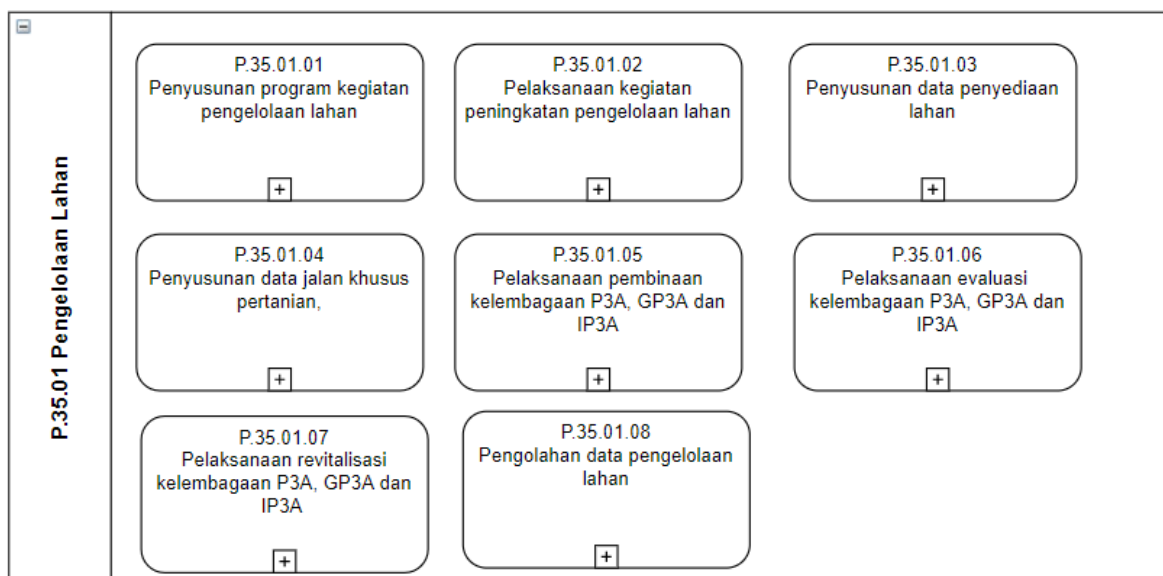 P.35.01 Pengelolaan Lahan
P.35.01.01
Penyusunan program kegiatan
pengelolaan lahan
P.35.01.02
Pelaksanaan kegiatan
peningkatan pengelolaan lahan
P.35.01.03
Penyusunan data penyediaan
lahan
P.35.01.04
Penyusunan data jalan khusus
pertanian,
P.35.01.05
Pelaksanaan pembinaan
kelembagaan P3A, GP3A dan
IP3A
P.35.01.06
Pelaksanaan evaluasi
kelembagaan P3A, GP3A dan
IP3A
P.35.01.07
Pelaksanaan revitalisasi
kelembagaan P3A, GP3A dan
IP3A
P.35.01.08
Pengolahan data pengelolaan
lahan